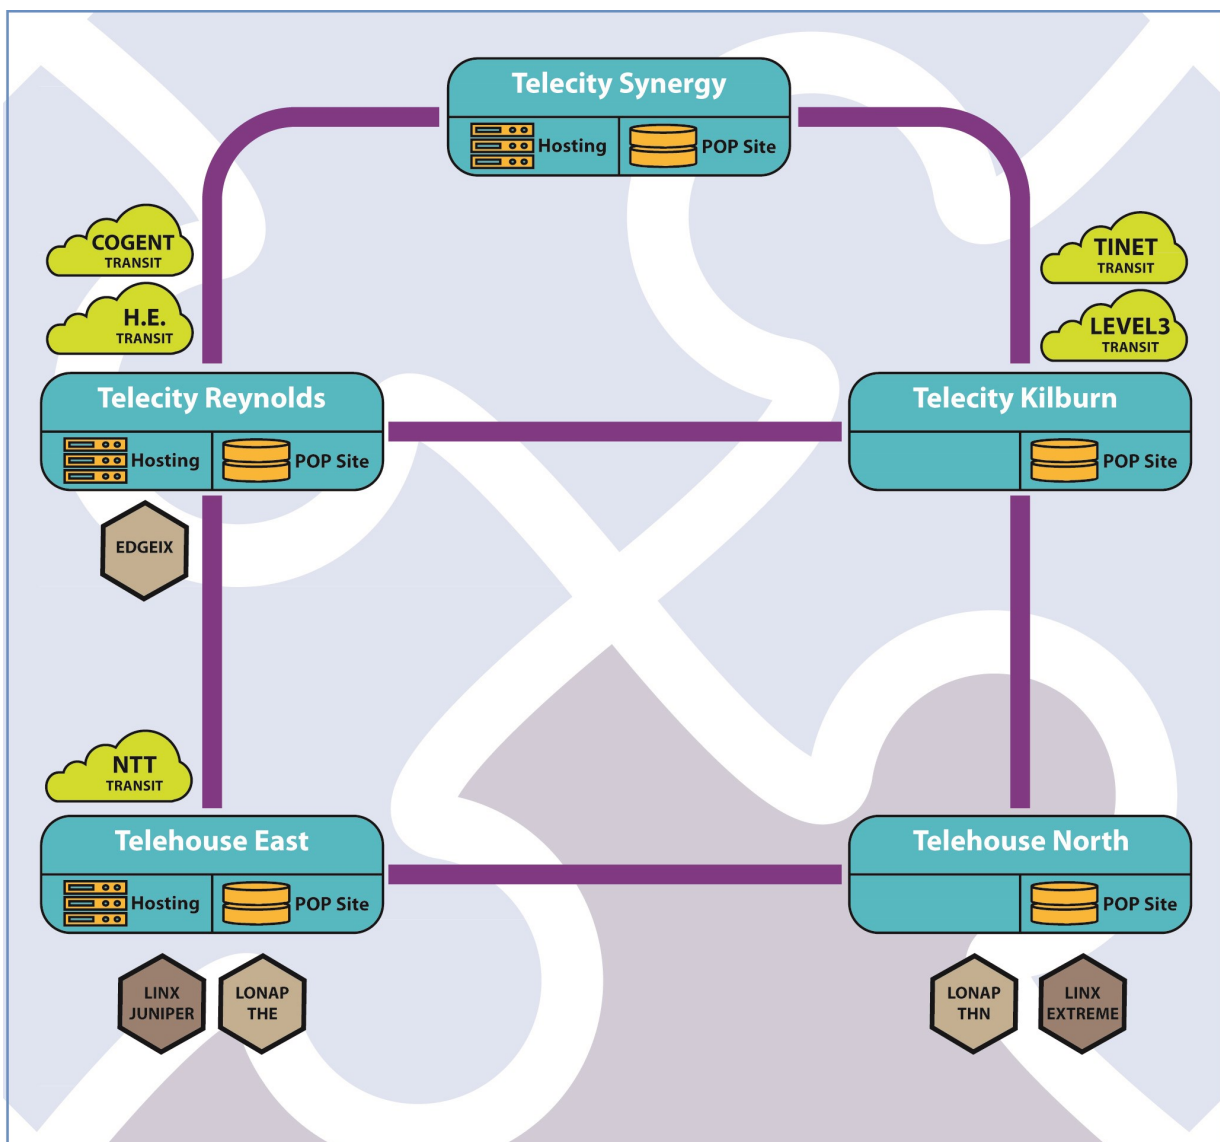 Telecity Synergy
Hosting
POP Site
COGENT
TRANSIT
H.E.
TRANSIT
TINET
TRANSIT
LEVEL3
TRANSIT
Telecity Reynolds
Hosting
POP Site
Telecity Kilburn
POP Site
EDGEIX
NTT
TRANSIT
Telehouse East
Hosting
POP Site
Telehouse North
POP Site
LINX
JUNIPER
LONAP
THE
LONAP
THN
LINX
EXTREME